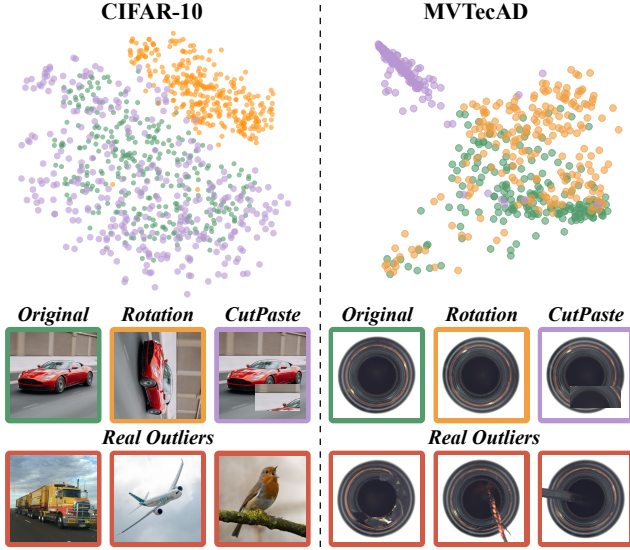 CIFAR-10
MVTecAD
Original
Rotation
CutPaste
Original
Rotation
CutPaste
Real Outliers
Real Outliers